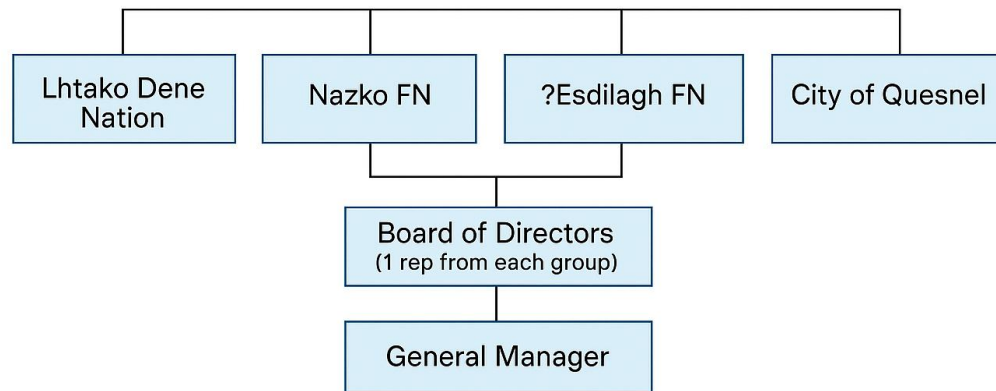 Lhtako Dene
Nation
Nazko FN
?Esdilagh FN
City of Quesnel
Board of Directors
(1 rep from each group)
General Manager